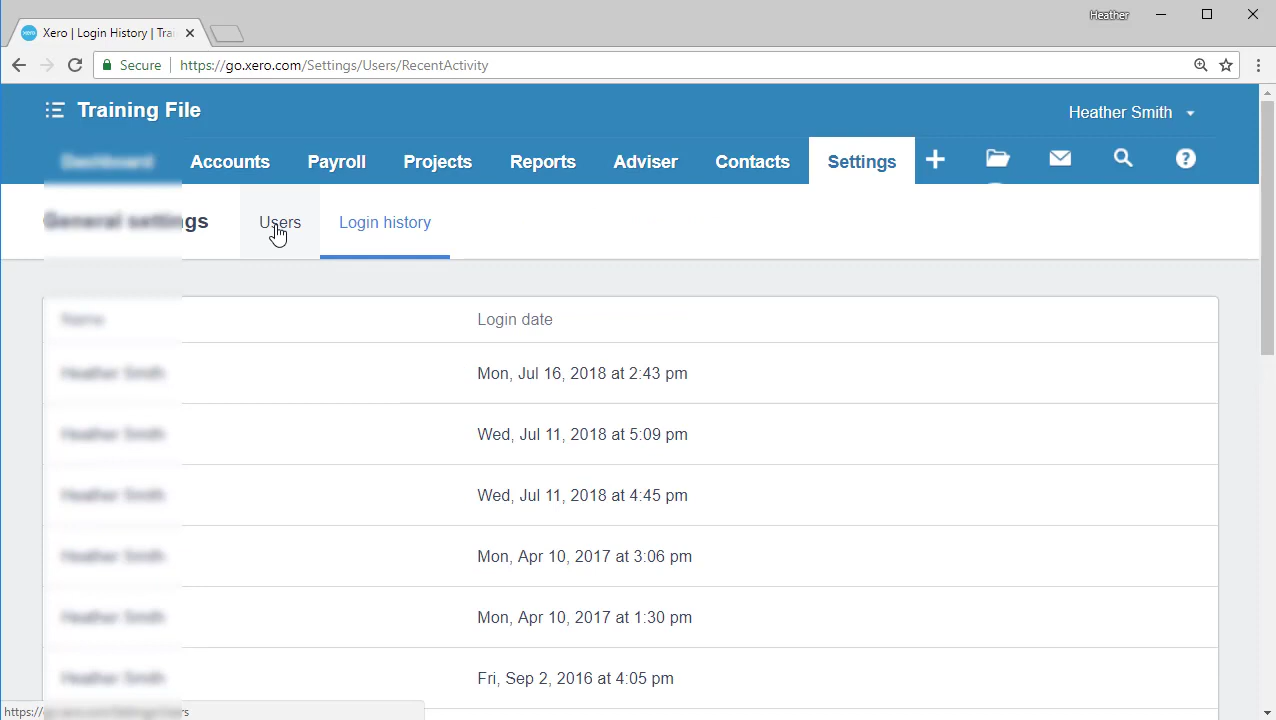 Heather
Xero | Login History | Trai
Secure
https://go.xero.com/Settings/Users/RecentActivity
Training File
Heather Smith
Dashboard Accounts Payroll Projects Reports Adviser Contacts Settings
General settings Users Login history
Name Login date
Heather Smith Mon, Jul 16, 2018 at 2:43 pm
Heather Smith Wed, Jul 11, 2018 at 5:09 pm
Heather Smith Wed, Jul 11, 2018 at 4:45 pm
Heather Smith Mon, Apr 10, 2017 at 3:06 pm
Heather Smith Mon, Apr 10, 2017 at 1:30 pm
Heather Smith Fri, Sep 2, 2016 at 4:05 pm
https://